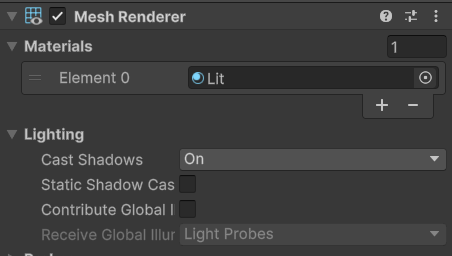 Mesh Renderer
Materials 1
Element 0 Lit
Lighting
Cast Shadows On
Static Shadow Cas
Contribute Global I
Receive Global Illur Light Probes